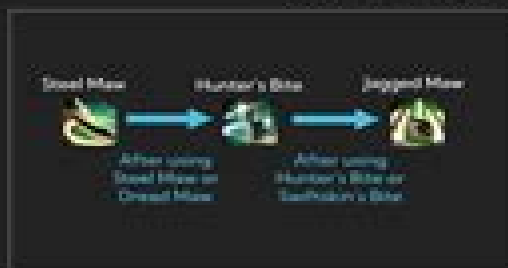 Steel Maw
Hunter's Bite
Jagged Maw
After using
Steel Maw or
Dread Maw
After using
Hunter's Bite or
Swiftskin's Bite